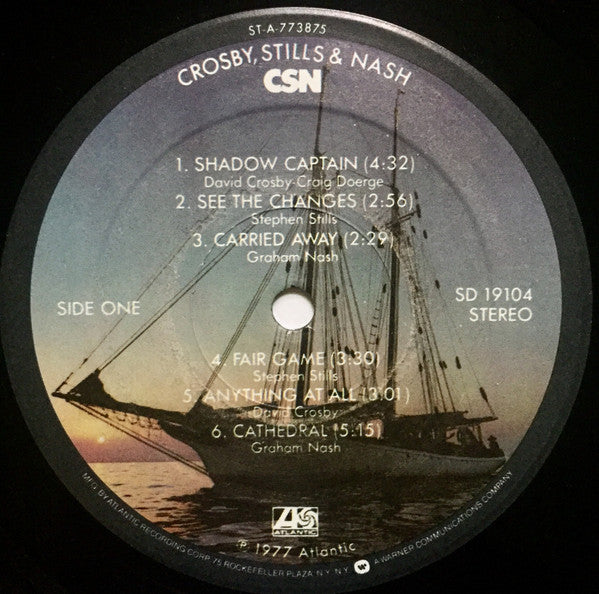 ST-A-773875
CROSBY, STILLS & NASH
CSN
1. SHADOW CAPTAIN (4:32)
David Crosby-Craig Doerge
2. SEE THE CHANGES (2:56)
Stephen Stills
3. CARRIED AWAY (2:29)
Graham Nash
SIDE ONE
SD 19104
STEREO
4. FAIR GAME (3:30)
Stephen Stills
5. ANYTHING AT ALL (3:01)
David Crosby
6. CATHEDRAL (5:15)
Graham Nash
ATLANTIC
℗ 1977 Atlantic
MFG. BY ATLANTIC RECORDING CORP. 75 ROCKEFELLER PLAZA, N.Y. N.Y. W A WARNER COMMUNICATIONS COMPANY